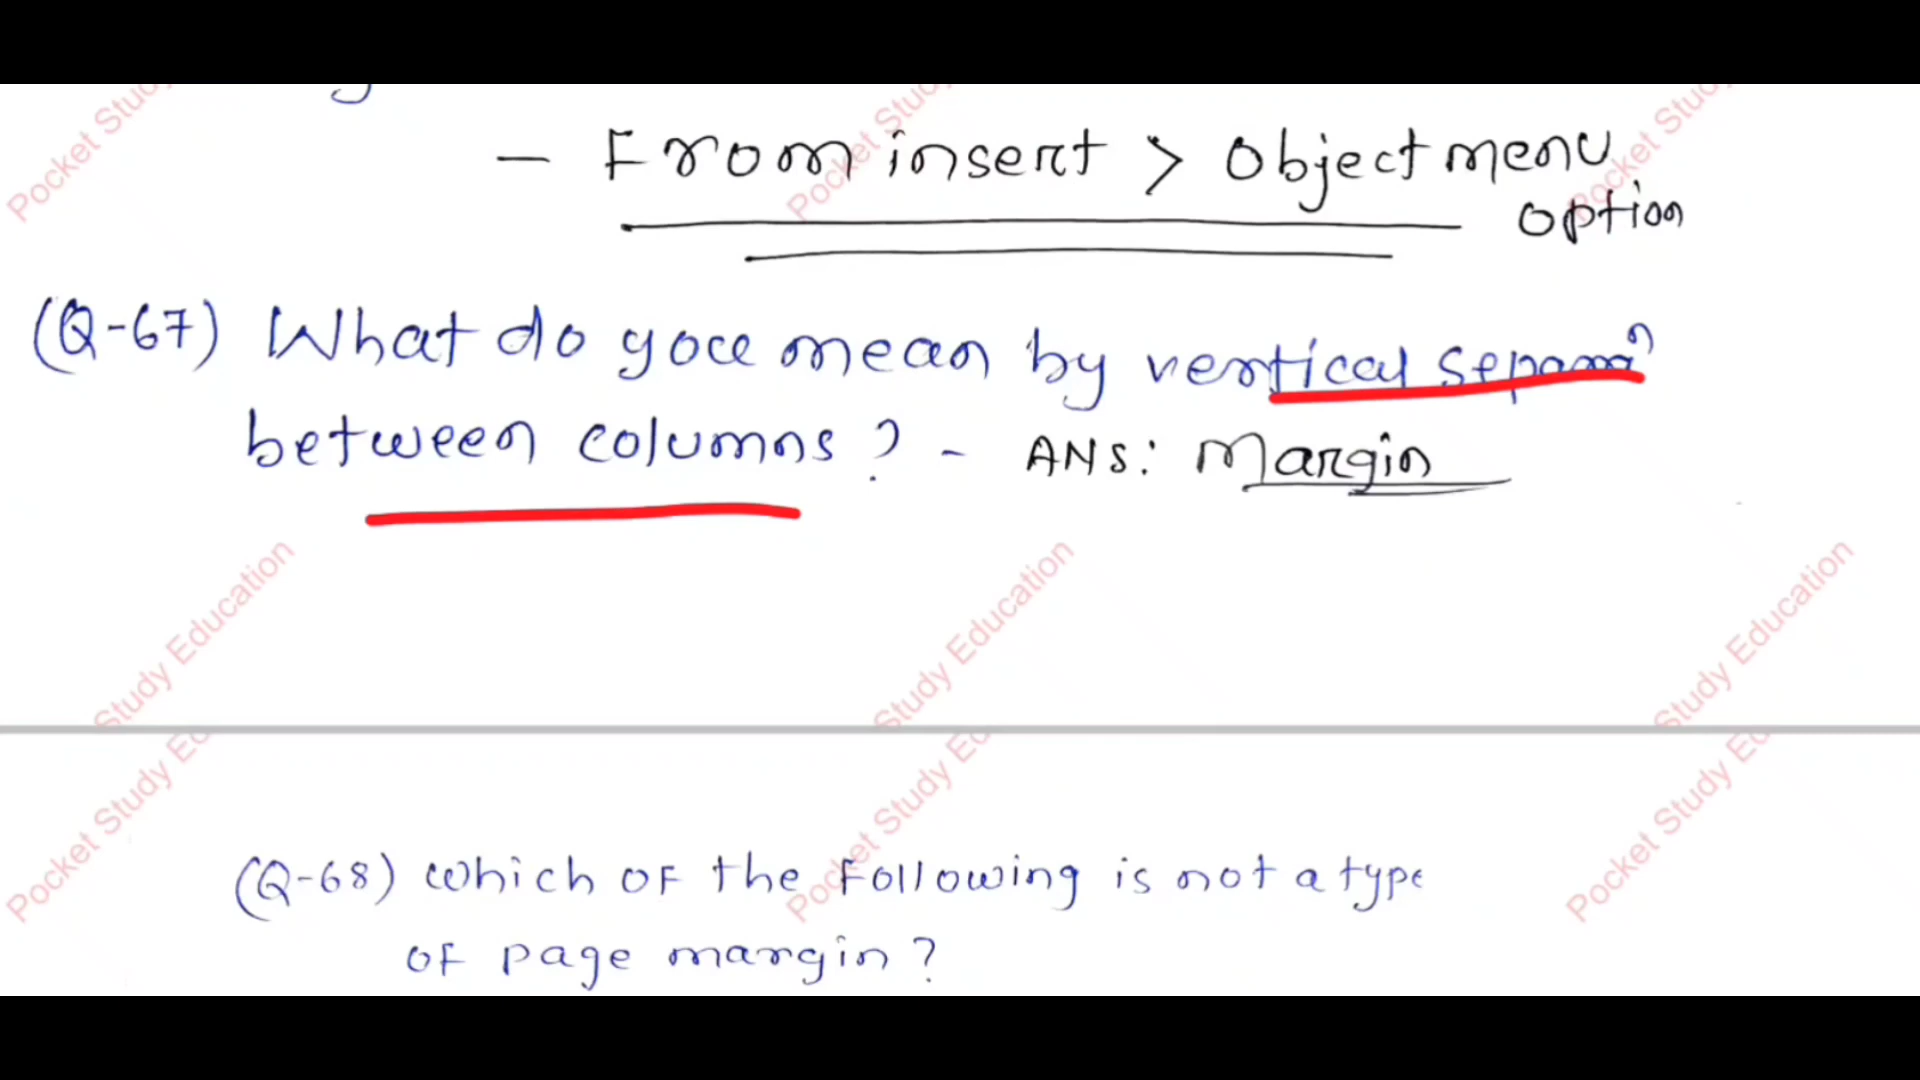 - From insert > Object menu
option
(Q-67) What do you mean by vertical
between columns? - ANS: Margin
(Q-68) which of the following is not a type
of page margin?
Pocket Study Education